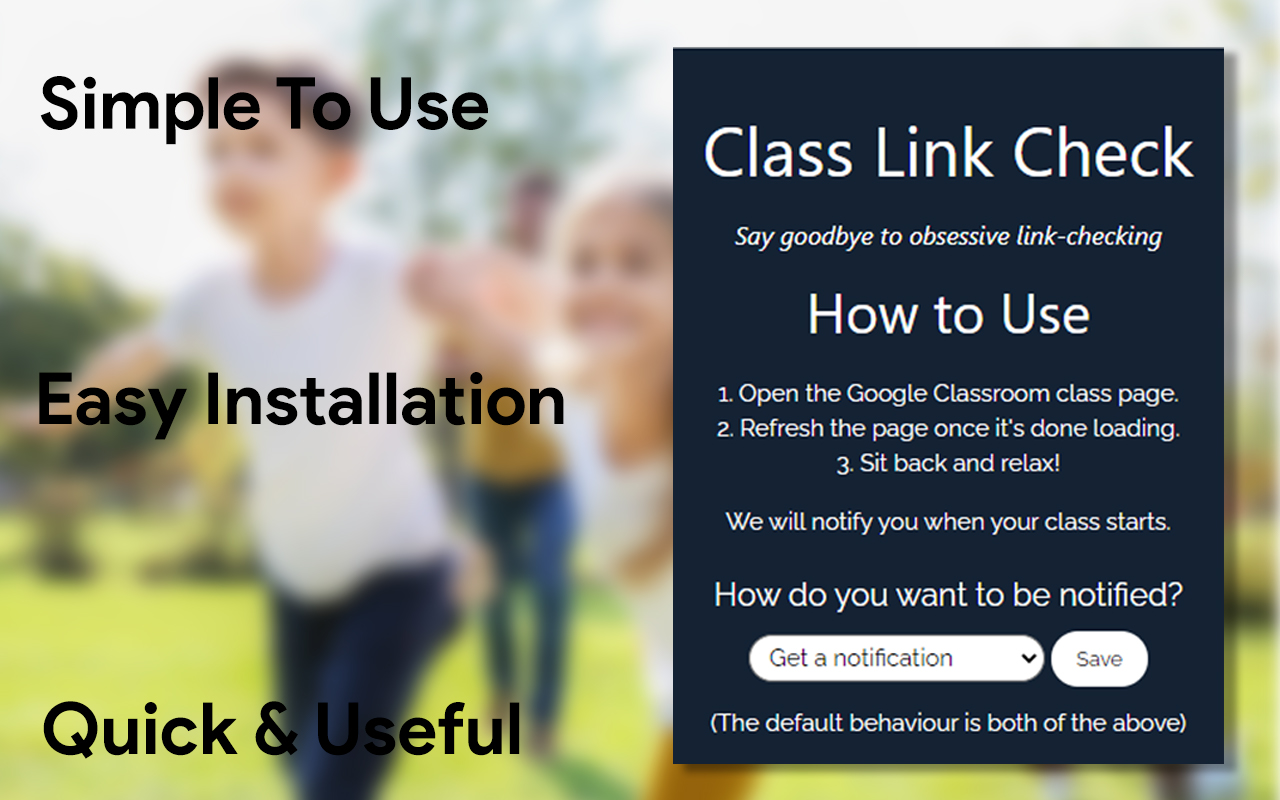 Simple To Use
Easy Installation
Quick & Useful
Class Link Check
Say goodbye to obsessive link-checking
How to Use
1. Open the Google Classroom class page.
2. Refresh the page once it's done loading.
3. Sit back and relax!
We will notify you when your class starts.
How do you want to be notified?
Get a notification Save
(The default behaviour is both of the above)